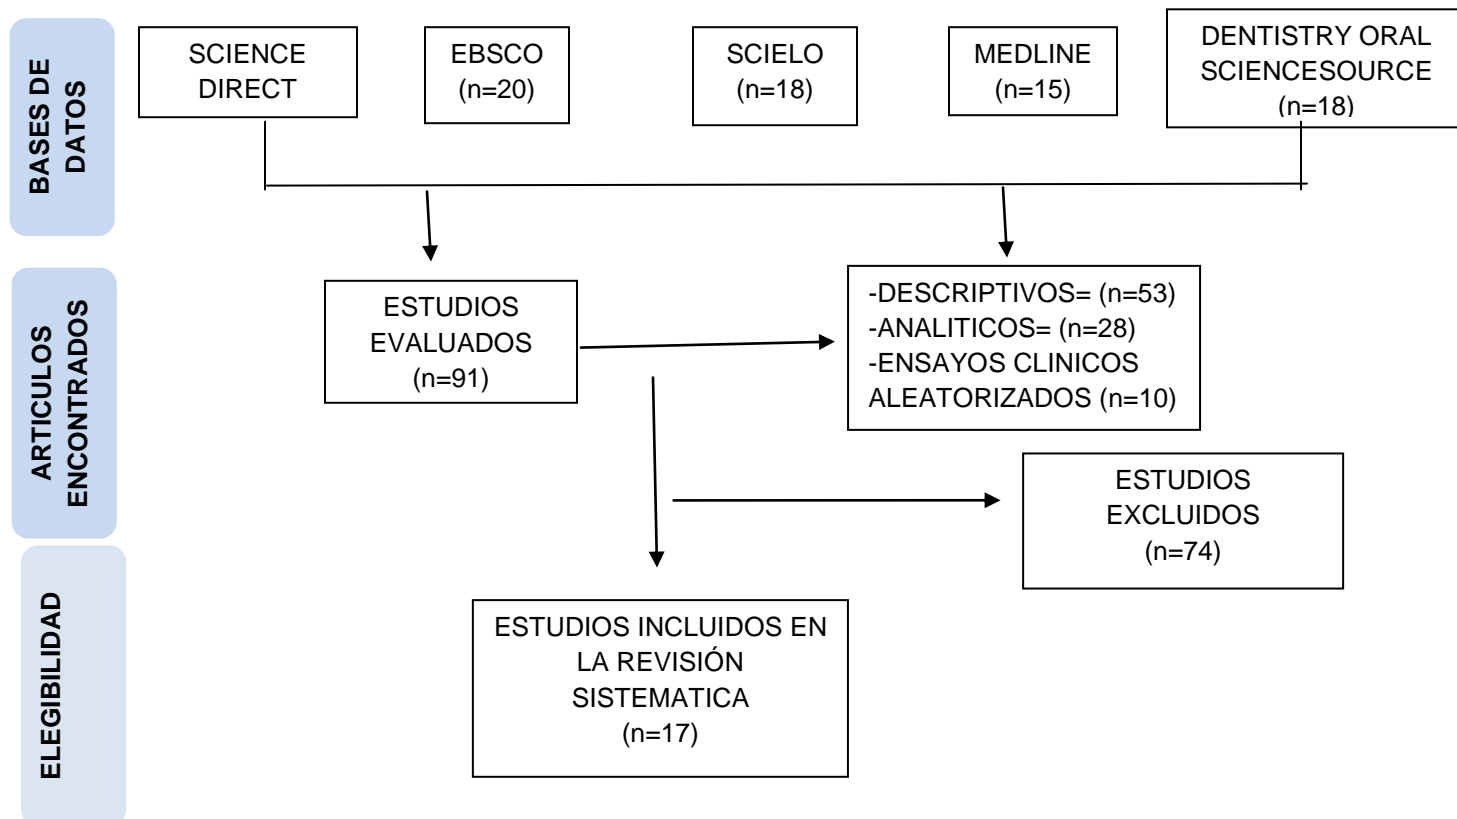 BASES DE
DATOS
SCIENCE
DIRECT
EBSCO
(n=20)
SCIELO
(n=18)
MEDLINE
(n=15)
DENTISTRY ORAL
SCIENCESOURCE
(n=18)
ARTICULOS
ENCONTRADOS
ESTUDIOS
EVALUADOS
(n=91)
-DESCRIPTIVOS= (n=53)
-ANALITICOS= (n=28)
-ENSAYOS CLINICOS
ALEATORIZADOS (n=10)
ESTUDIOS
EXCLUIDOS
(n=74)
ELEGIBILIDAD
ESTUDIOS INCLUIDOS EN
LA REVISIÓN
SISTEMATICA
(n=17)